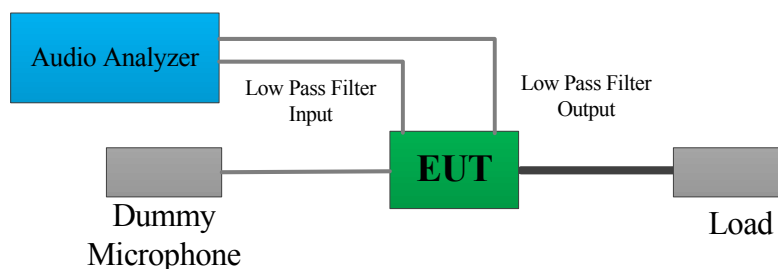 Audio Analyzer
Low Pass Filter
Input
Low Pass Filter
Output
EUT
Dummy
Microphone
Load